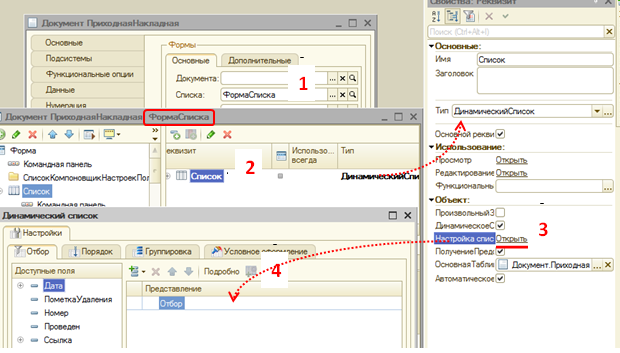 Документ ПриходнаяНакладная
Основные
Подсистемы
Функциональные опции
Данные
Нумерация
Формы
Основные
Дополнительные
Документа:
Списка:
ФормаСписка
1
Документ ПриходнаяНакладная
ФормаСписка
Форма
Командная панель
СписокКомпоновщикНастроекПол
Список
Командная панель
еквизит
Использо...
всегда
Тип
2
Список
ДинамическийСпи
Динамический список
Настройки
Отбор
Порядок
Группировка
Условное оформление
Доступные поля
Дата
ПометкаУдаления
Номер
Проведен
Ссылка
Подробно
4
Представление
Отбор
Свойства: Реквизит
Поиск (Ctrl+Alt+I)
Основные:
Имя
Список
Заголовок
Тип
ДинамическийСписок
Основной рекви
Использование:
Просмотр
Открыть
Редактирование
Открыть
Функциональны
Объект:
ПроизвольныйЗ
ДинамическоеС
Настройка спис
Открыть
3
ПолучениеПред
ОсновнаяТабли
Документ.Приходная
Автоматическое